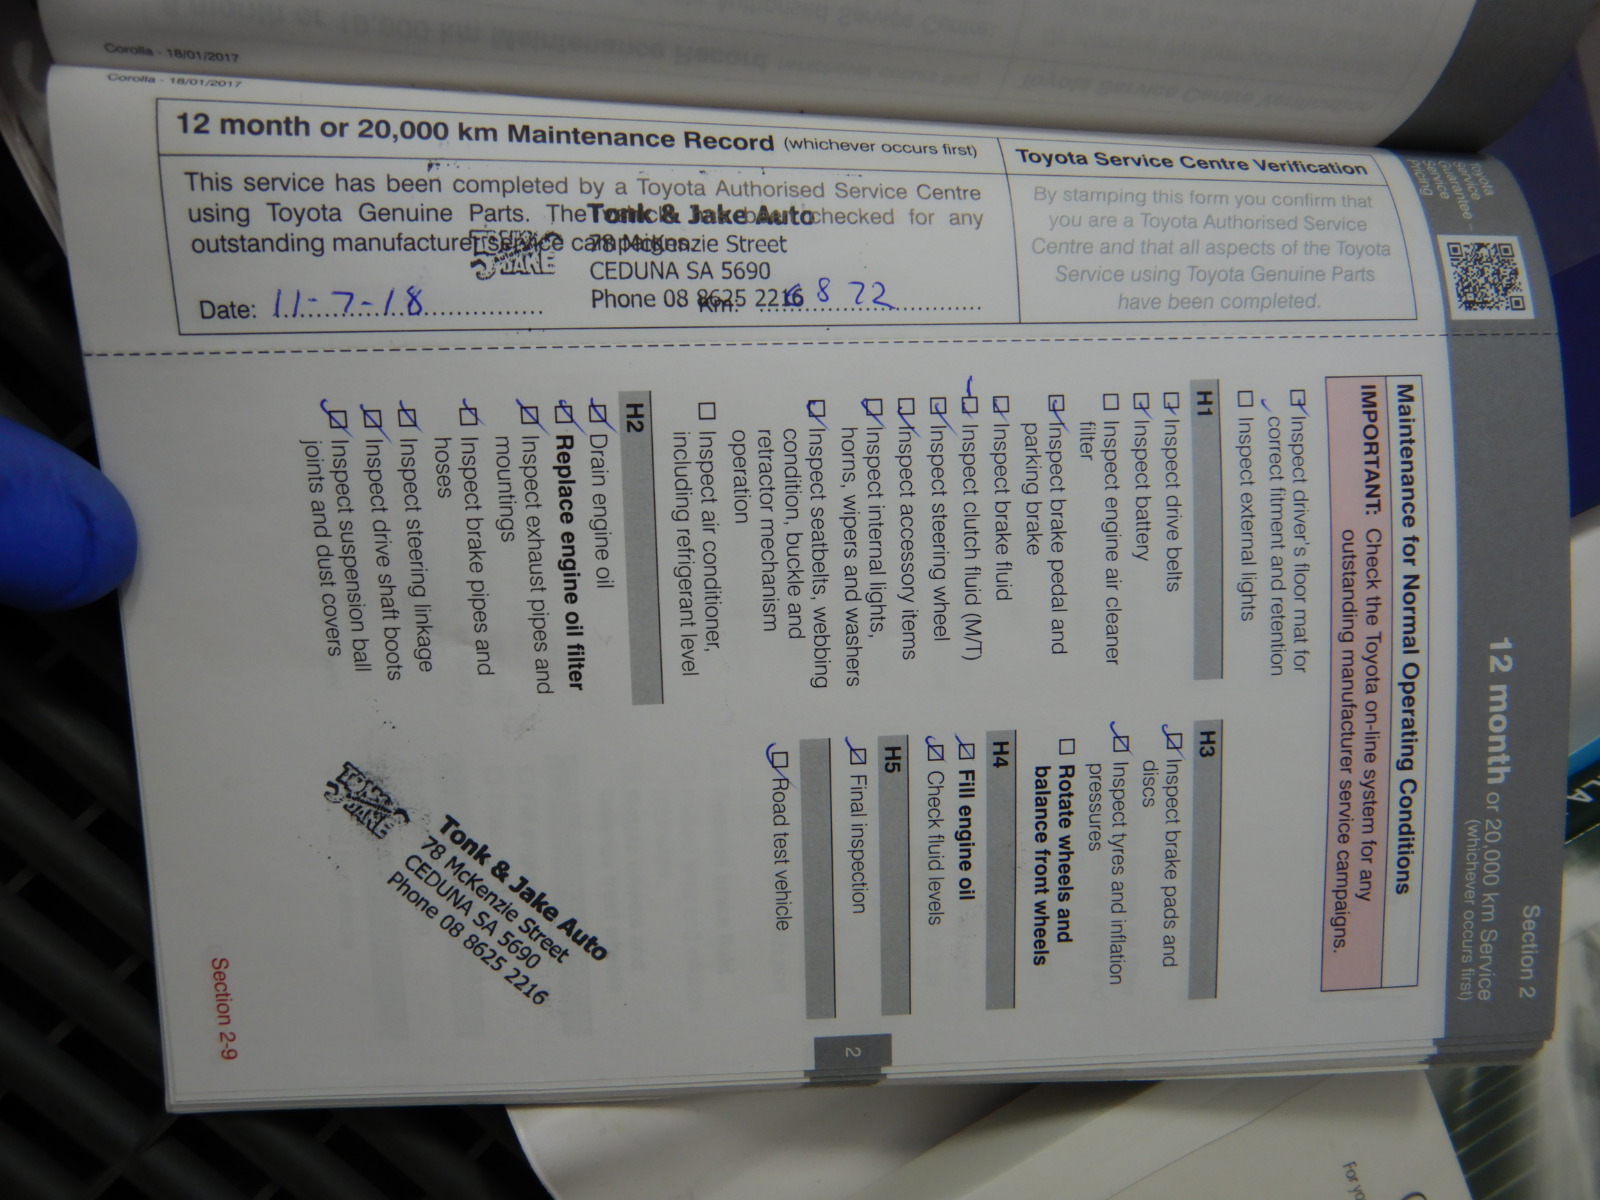 Corolla - 18/01/2017
Corolla - 18/01/2017
12 month or 20,000 km Maintenance Record (whichever occurs first)
This service has been completed by a Toyota Authorised Service Centre
using Toyota Genuine Parts. The checked for any
outstanding manufacturer service campaigns.
Date: 11-7-18
Km: 6872
Tonk & Jake Auto
78 McKenzie Street
CEDUNA SA 5690
Phone 08 8625 2216
TONK
JAKE
Toyota Service Centre Verification
By stamping this form you confirm that
you are a Toyota Authorised Service
Centre and that all aspects of the Toyota
Service using Toyota Genuine Parts
have been completed.
Toyota
Service
Guarantee -
Service
Pricing
Section 2
12 month or 20,000 km Service
(whichever occurs first)
Maintenance for Normal Operating Conditions
IMPORTANT: Check the Toyota on-line system for any
outstanding manufacturer service campaigns.
Inspect driver's floor mat for
correct fitment and retention
Inspect external lights
H1
Inspect drive belts
Inspect battery
Inspect engine air cleaner
filter
Inspect brake pedal and
parking brake
Inspect brake fluid
Inspect clutch fluid (M/T)
Inspect steering wheel
Inspect accessory items
Inspect internal lights,
horns, wipers and washers
Inspect seatbelts, webbing
condition, buckle and
retractor mechanism
operation
Inspect air conditioner,
including refrigerant level
H2
Drain engine oil
Replace engine oil filter
Inspect exhaust pipes and
mountings
Inspect brake pipes and
hoses
Inspect steering linkage
Inspect drive shaft boots
Inspect suspension ball
joints and dust covers
H3
Inspect brake pads and
discs
Inspect tyres and inflation
pressures
Rotate wheels and
balance front wheels
H4
Fill engine oil
Check fluid levels
H5
Final inspection
Road test vehicle
TONK
JAKE
Tonk & Jake Auto
78 McKenzie Street
CEDUNA SA 5690
Phone 08 8625 2216
2
Section 2-9